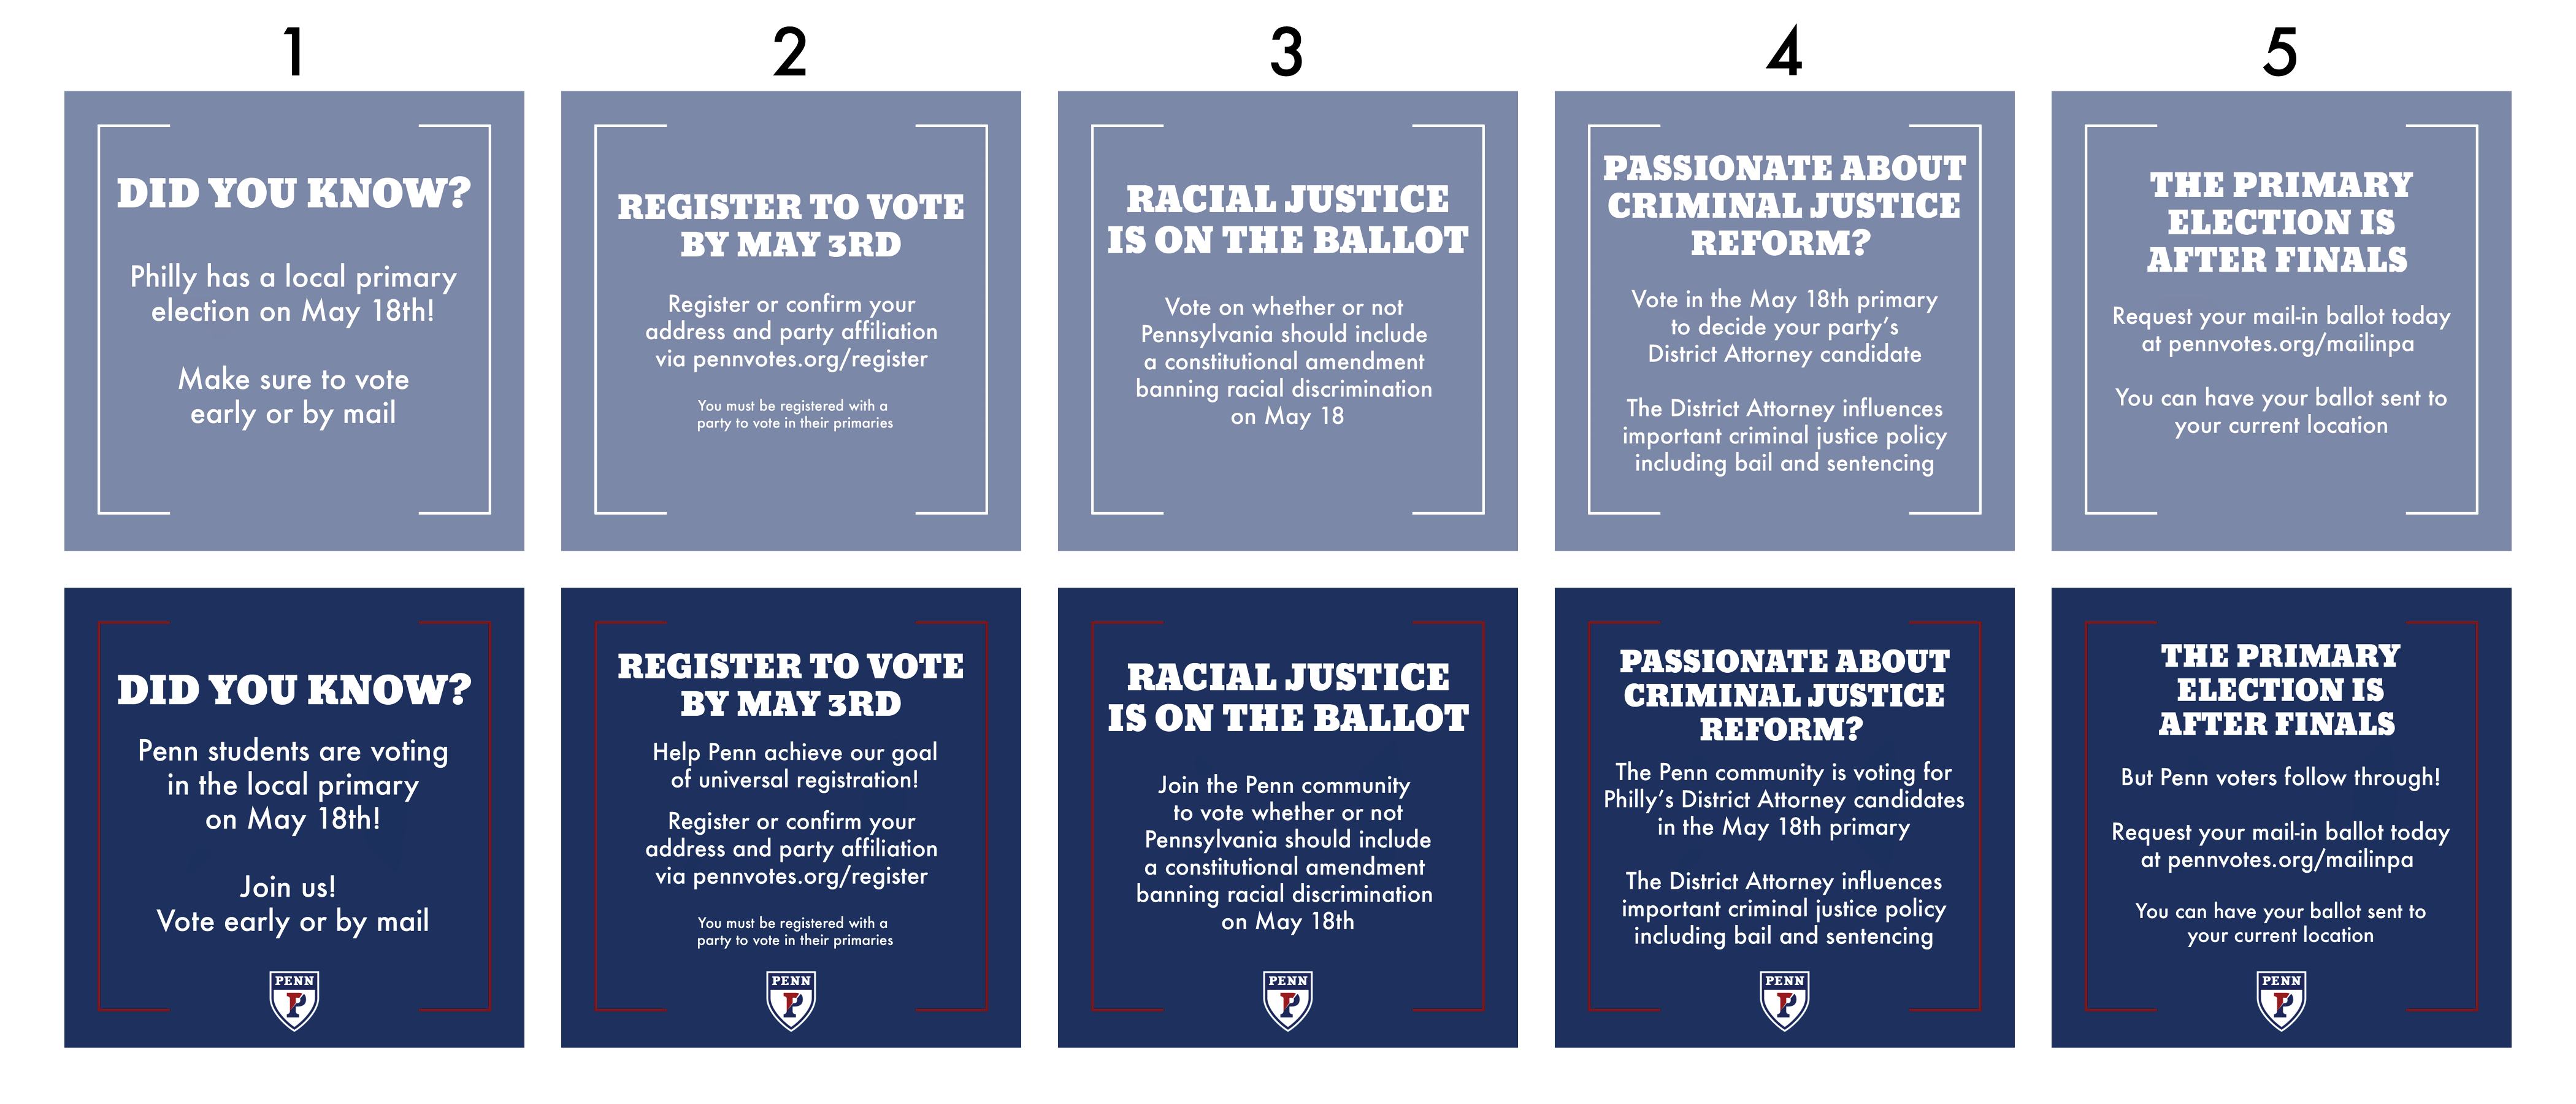 1
2
3
4
5
DID YOU KNOW?
Philly has a local primary
election on May 18th!
Make sure to vote
early or by mail
REGISTER TO VOTE
BY MAY 3RD
Register or confirm your
address and party affiliation
via pennvotes.org/register
You must be registered with a
party to vote in their primaries
RACIAL JUSTICE
IS ON THE BALLOT
Vote on whether or not
Pennsylvania should include
a constitutional amendment
banning racial discrimination
on May 18
PASSIONATE ABOUT
CRIMINAL JUSTICE
REFORM?
Vote in the May 18th primary
to decide your party's
District Attorney candidate
The District Attorney influences
important criminal justice policy
including bail and sentencing
THE PRIMARY
ELECTION IS
AFTER FINALS
Request your mail-in ballot today
at pennvotes.org/mailinpa
You can have your ballot sent to
your current location
DID YOU KNOW?
Penn students are voting
in the local primary
on May 18th!
Join us!
Vote early or by mail
PENN
P
REGISTER TO VOTE
BY MAY 3RD
Help Penn achieve our goal
of universal registration!
Register or confirm your
address and party affiliation
via pennvotes.org/register
You must be registered with a
party to vote in their primaries
PENN
P
RACIAL JUSTICE
IS ON THE BALLOT
Join the Penn community
to vote whether or not
Pennsylvania should include
a constitutional amendment
banning racial discrimination
on May 18th
PENN
P
PASSIONATE ABOUT
CRIMINAL JUSTICE
REFORM?
The Penn community is voting for
Philly's District Attorney candidates
in the May 18th primary
The District Attorney influences
important criminal justice policy
including bail and sentencing
PENN
P
THE PRIMARY
ELECTION IS
AFTER FINALS
But Penn voters follow through!
Request your mail-in ballot today
at pennvotes.org/mailinpa
You can have your ballot sent to
your current location
PENN
P